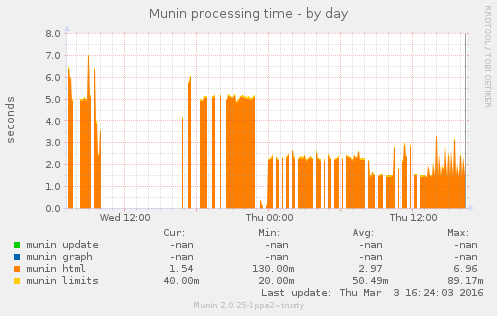 Munin processing time - by day
RRDTOOL / TOBI OETIKER
seconds
8.0
7.0
6.0
5.0
4.0
3.0
2.0
1.0
0.0
Wed 12:00 Thu 00:00 Thu 12:00
Cur: Min: Avg: Max:
munin update -nan -nan -nan -nan
munin graph -nan -nan -nan -nan
munin html 1.54 130.00m 2.97 6.96
munin limits 40.00m 20.00m 50.49m 89.17m
Last update: Thu Mar 3 16:24:03 2016
Munin 2.0.25-1ppa2~trusty